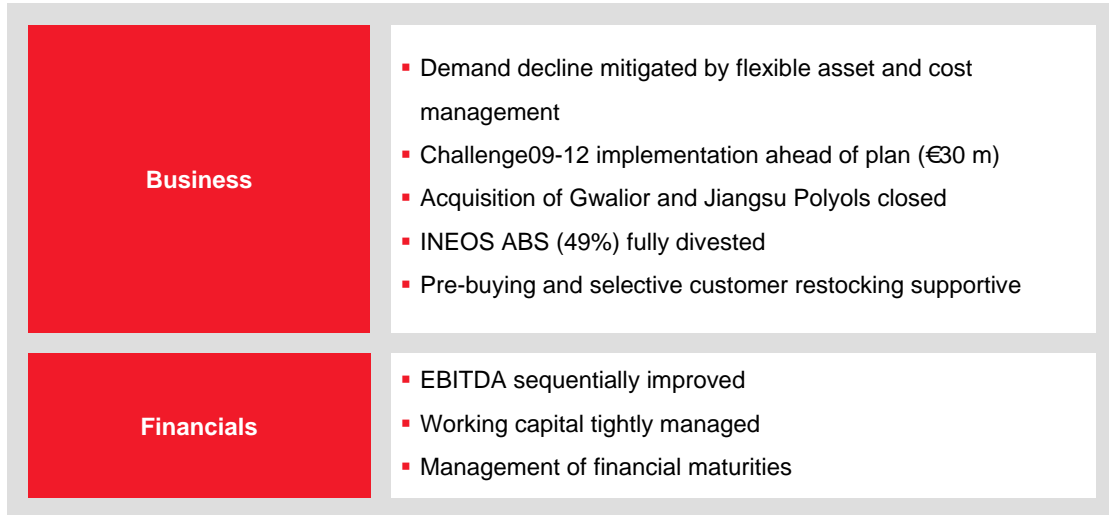 Business
▪ Demand decline mitigated by flexible asset and cost
management
▪ Challenge09-12 implementation ahead of plan (€30 m)
▪ Acquisition of Gwalior and Jiangsu Polyols closed
▪ INEOS ABS (49%) fully divested
▪ Pre-buying and selective customer restocking supportive
Financials
▪ EBITDA sequentially improved
▪ Working capital tightly managed
▪ Management of financial maturities